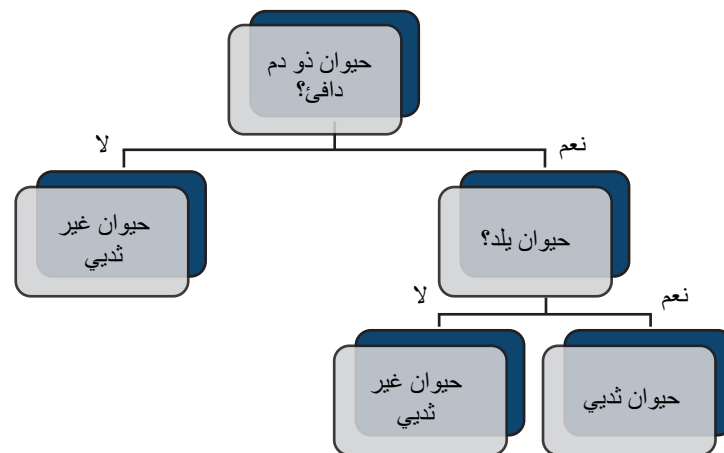 حيوان ذو دم
دافئ؟
نعم
لا
حيوان يلد؟
حيوان غير
ثديي
نعم
لا
حيوان ثديي
حيوان غير
ثديي